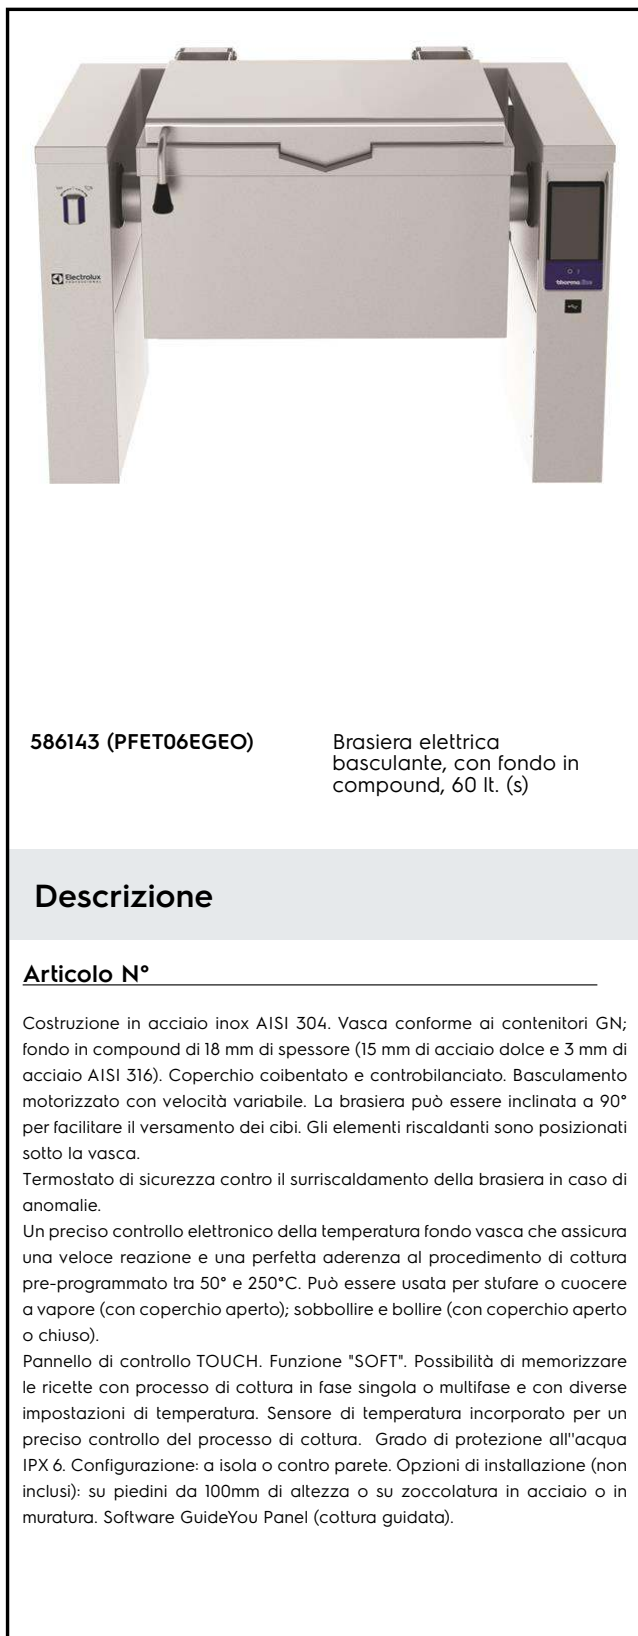 Electrolux
PROFESSIONAL
thermaline
586143 (PFET06EGEO)
Brasiera elettrica
basculante, con fondo in
compound, 60 lt. (s)
Descrizione
Articolo N°
Costruzione in acciaio inox AISI 304. Vasca conforme ai contenitori GN;
fondo in compound di 18 mm di spessore (15 mm di acciaio dolce e 3 mm di
acciaio AISI 316). Coperchio coibentato e controbilanciato. Basculamento
motorizzato con velocità variabile. La brasiera può essere inclinata a 90°
per facilitare il versamento dei cibi. Gli elementi riscaldanti sono posizionati
sotto la vasca.
Termostato di sicurezza contro il surriscaldamento della brasiera in caso di
anomalie.
Un preciso controllo elettronico della temperatura fondo vasca che assicura
una veloce reazione e una perfetta aderenza al procedimento di cottura
pre-programmato tra 50° e 250°C. Può essere usata per stufare o cuocere
a vapore (con coperchio aperto); sobbollire e bollire (con coperchio aperto
o chiuso).
Pannello di controllo TOUCH. Funzione "SOFT". Possibilità di memorizzare
le ricette con processo di cottura in fase singola o multifase e con diverse
impostazioni di temperatura. Sensore di temperatura incorporato per un
preciso controllo del processo di cottura. Grado di protezione all''acqua
IPX 6. Configurazione: a isola o contro parete. Opzioni di installazione (non
inclusi): su piedini da 100mm di altezza o su zoccolatura in acciaio o in
muratura. Software GuideYou Panel (cottura guidata).